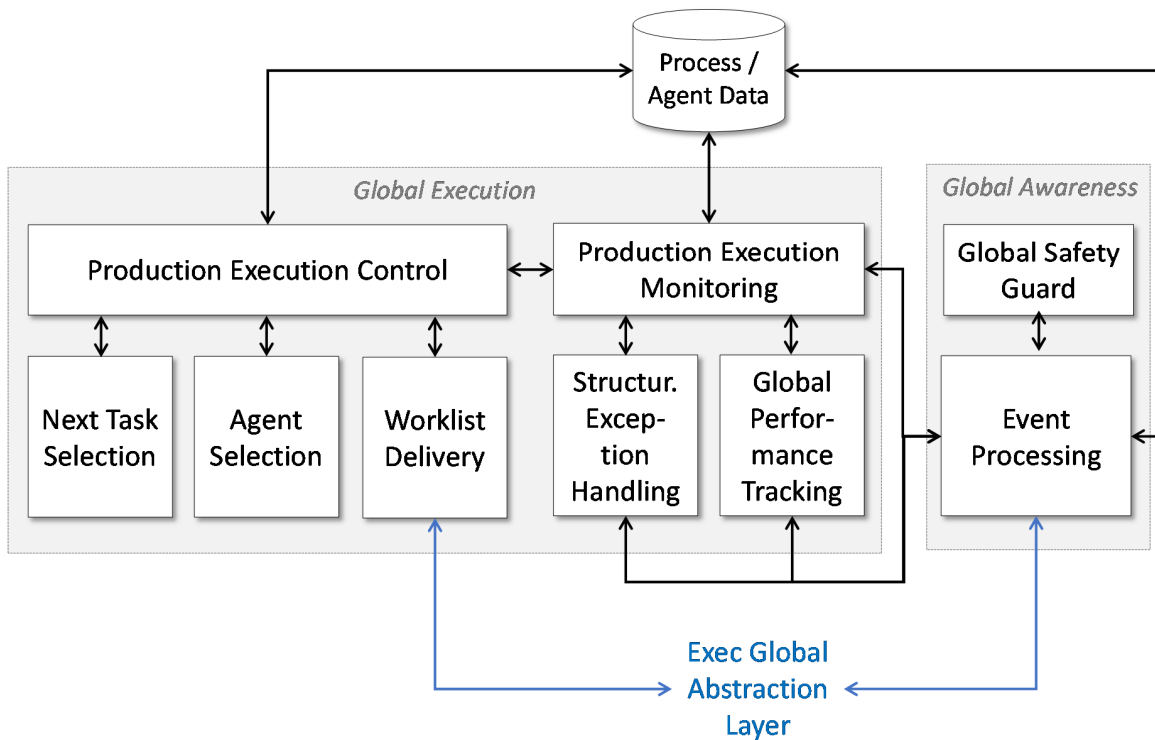 Process /
Agent Data
Global Execution
Global Awareness
Production Execution Control
Production Execution
Monitoring
Global Safety
Guard
Next Task
Selection
Agent
Selection
Worklist
Delivery
Structur.
Excep-
tion
Handling
Global
Perfor-
mance
Tracking
Event
Processing
Exec Global
Abstraction
Layer